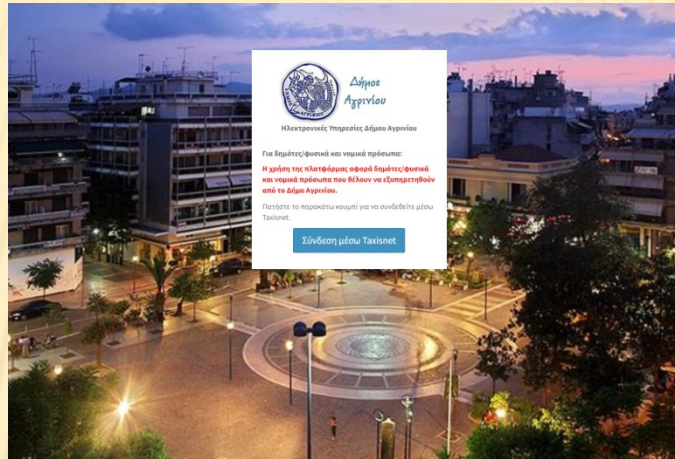 Δήμος
Αγρινίου
Ηλεκτρονικές Υπηρεσίες Δήμου Αγρινίου
Για δημότες/φυσικά και νομικά πρόσωπα:
Η χρήση της πλατφόρμας αφορά δημότες/φυσικά
και νομικά πρόσωπα που θέλουν να εξυπηρετηθούν
από το Δήμο Αγρινίου.
Πατήστε το παρακάτω κουμπί για να συνδεθείτε μέσω
Taxisnet.
Σύνδεση μέσω Taxisnet